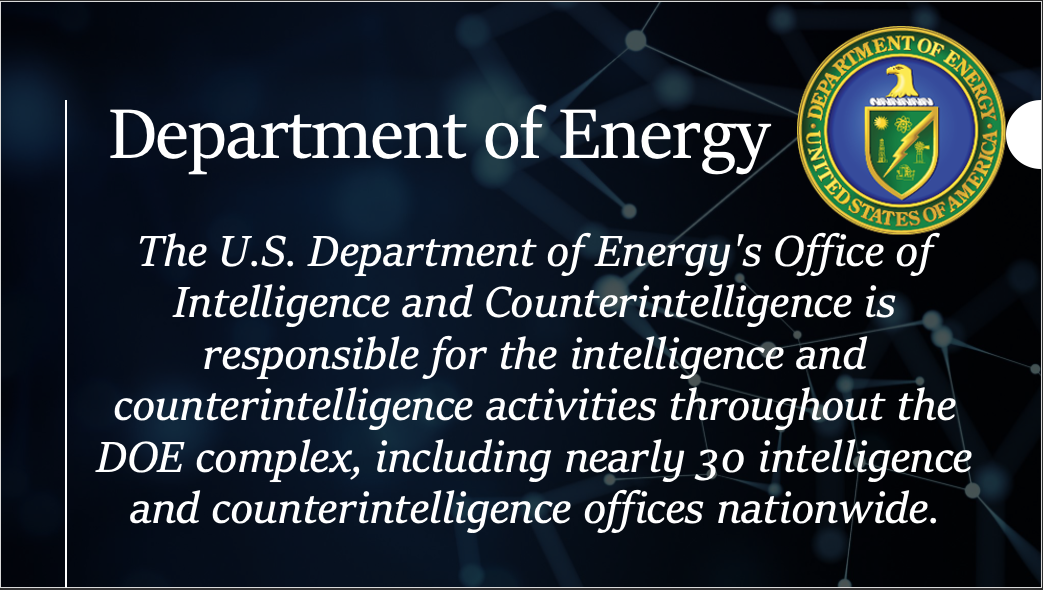 Department of Energy
DEPARTMENT OF ENERGY
UNITED STATES OF AMERICA
The U.S. Department of Energy's Office of
Intelligence and Counterintelligence is
responsible for the intelligence and
counterintelligence activities throughout the
DOE complex, including nearly 30 intelligence
and counterintelligence offices nationwide.